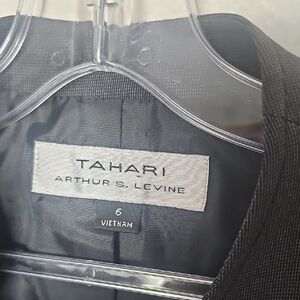 TAHARI
ARTHUR S. LEVINE
6
VIETNAM